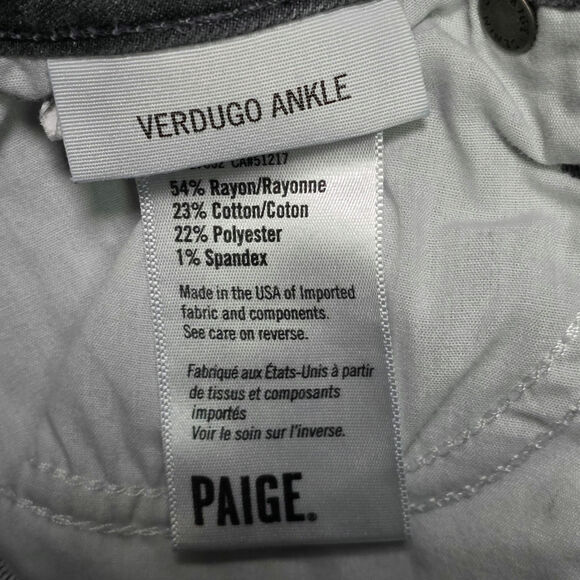 VERDUGO ANKLE
CA#51217
54% Rayon/Rayonne
23% Cotton/Coton
22% Polyester
1% Spandex
Made in the USA of Imported
fabric and components.
See care on reverse.
Fabriqué aux États-Unis à partir
de tissus et composants
importés
Voir le soin sur l'inverse.
PAIGE.